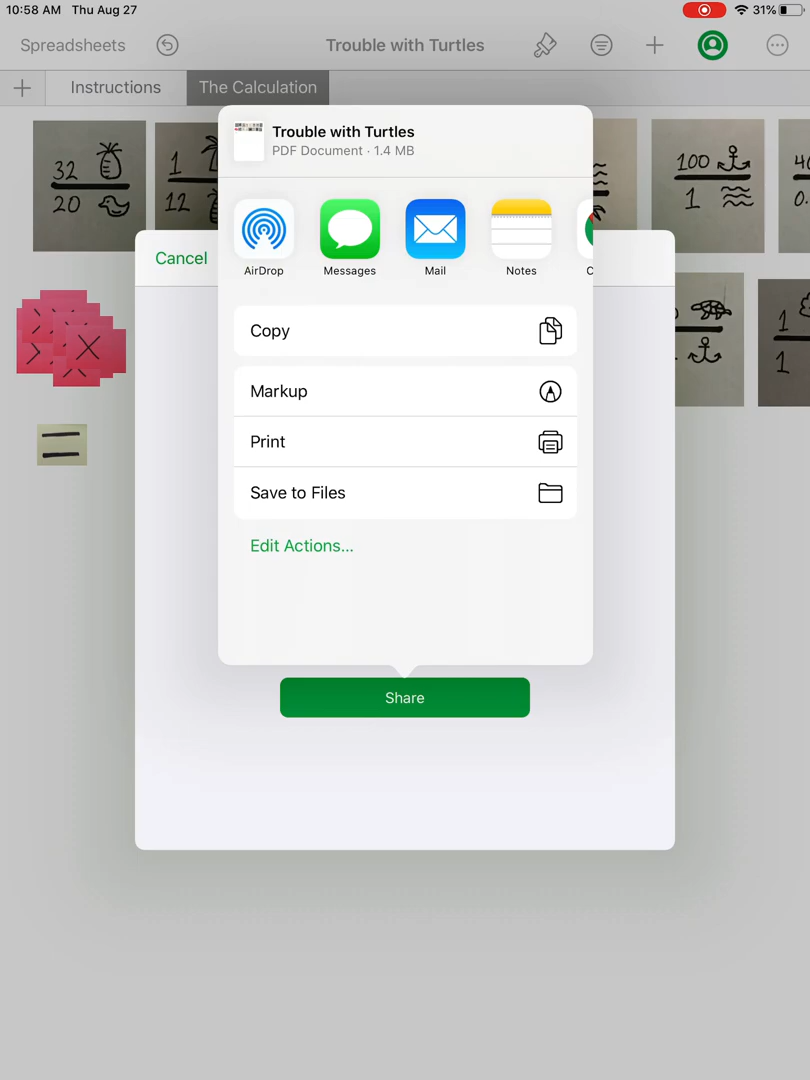 10:58 AM Thu Aug 27
31%
Spreadsheets
Trouble with Turtles
Instructions
The Calculation
Trouble with Turtles
PDF Document · 1.4 MB
32
20
1
12
100
1
Cancel
AirDrop
Messages
Mail
Notes
Copy
Markup
Print
Save to Files
Edit Actions...
1
1
Share